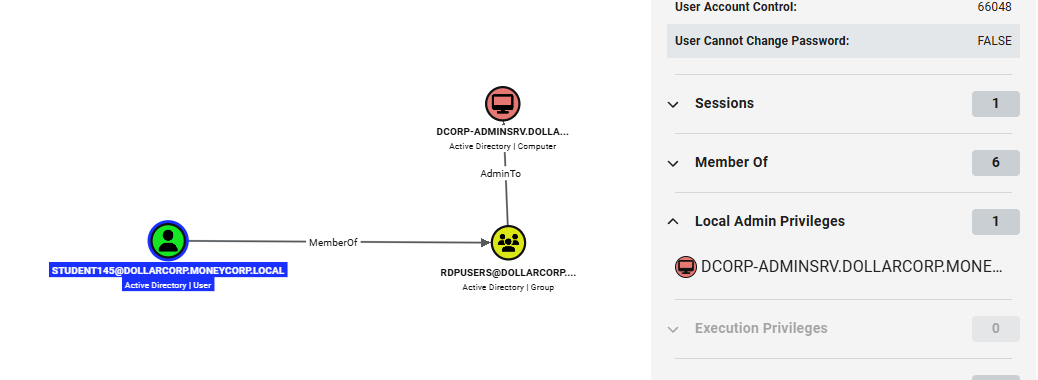 DCORP-ADMINSRV.DOLLA...
Active Directory | Computer
AdminTo
MemberOf
STUDENT145@DOLLARCORP.MONEYCORP.LOCAL
Active Directory | User
RDPUSERS@DOLLARCORP....
Active Directory | Group
User Account Control: 66048
User Cannot Change Password: FALSE
Sessions 1
Member Of 6
Local Admin Privileges 1
DCORP-ADMINSRV.DOLLARCORP.MONE...
Execution Privileges 0